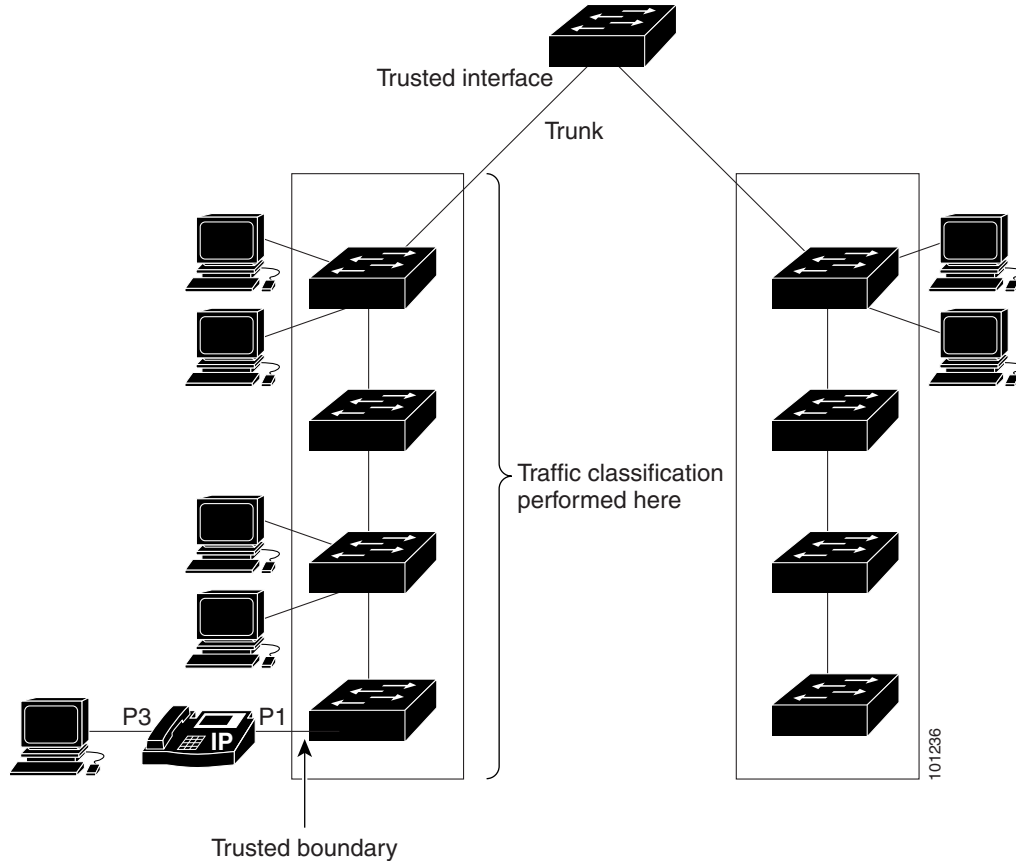 Trusted interface
Trunk
Traffic classification
performed here
P3
IP
P1
101236
Trusted boundary